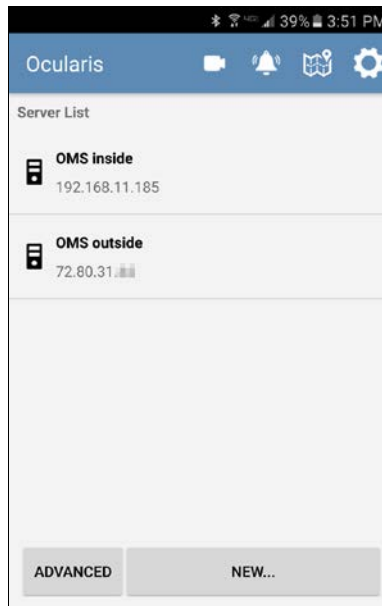 39% 3:51 PM
Ocularis
Server List
OMS inside
192.168.11.185
OMS outside
72.80.31.
ADVANCED
NEW...